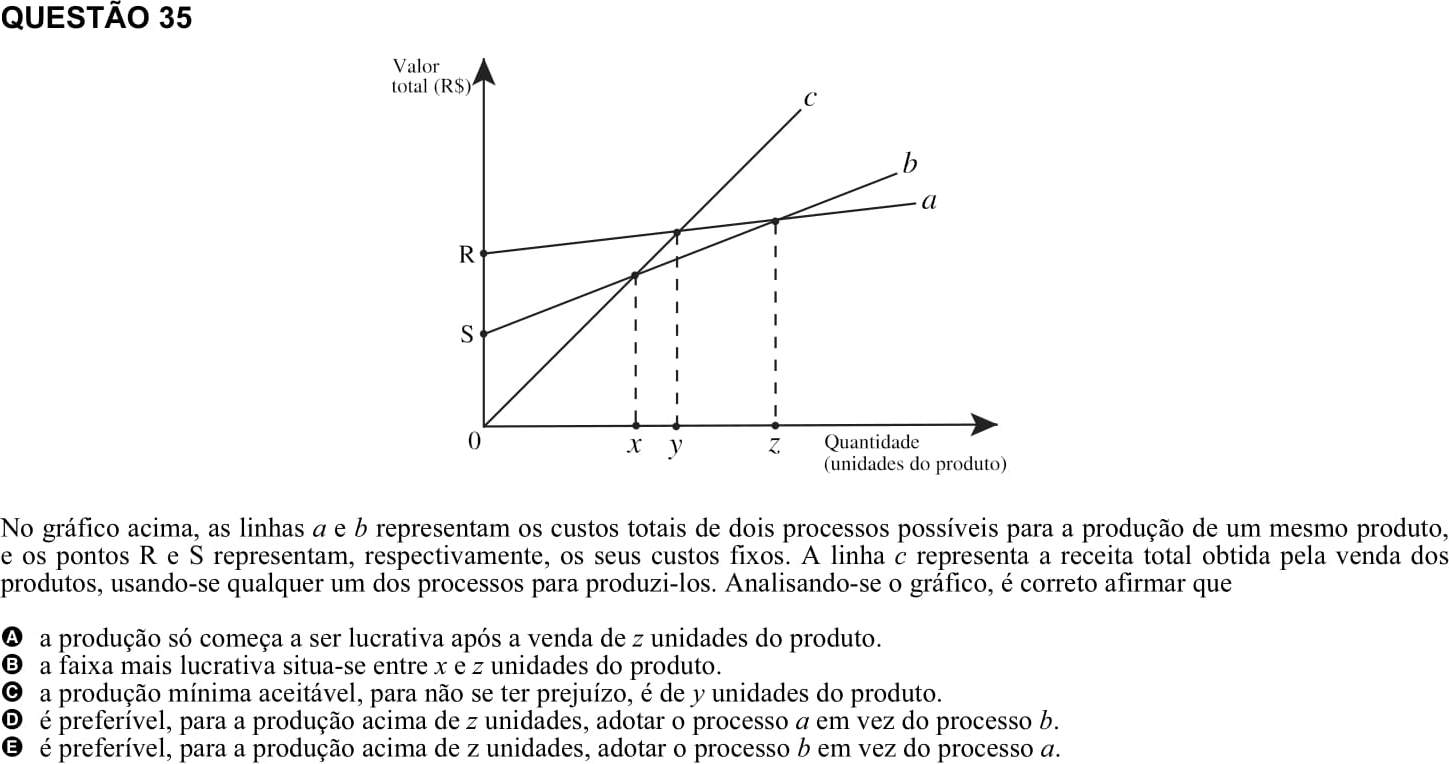 QUESTÃO 35
Valor
total (R$)
c
b
a
R
S
0
x
y
z
Quantidade
(unidades do produto)
No gráfico acima, as linhas a e b representam os custos totais de dois processos possíveis para a produção de um mesmo produto,
e os pontos R e S representam, respectivamente, os seus custos fixos. A linha c representa a receita total obtida pela venda dos
produtos, usando-se qualquer um dos processos para produzi-los. Analisando-se o gráfico, é correto afirmar que
A a produção só começa a ser lucrativa após a venda de z unidades do produto.
B a faixa mais lucrativa situa-se entre x e z unidades do produto.
C a produção mínima aceitável, para não se ter prejuízo, é de y unidades do produto.
D é preferível, para a produção acima de z unidades, adotar o processo a em vez do processo b.
E é preferível, para a produção acima de z unidades, adotar o processo b em vez do processo a.